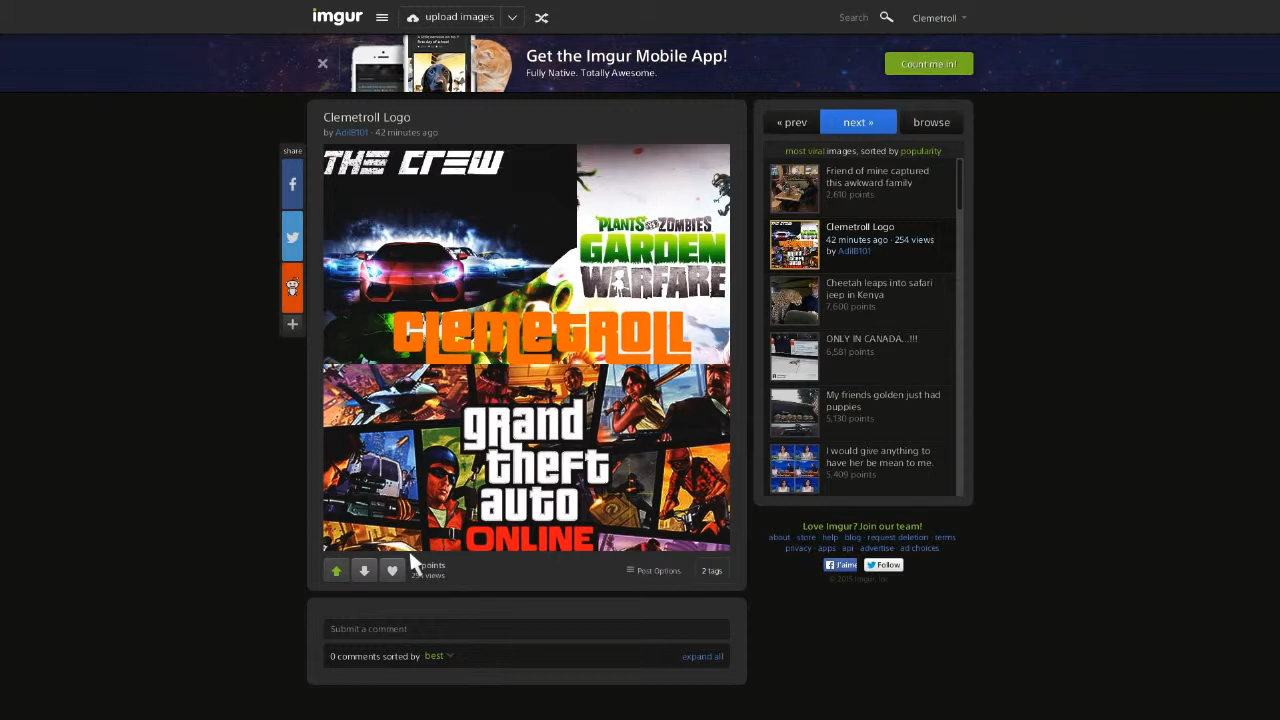 imgur
upload images
Search
Clemetroll
Get the Imgur Mobile App!
Fully Native. Totally Awesome.
Count me in!
Clemetroll Logo
by AdilB101 · 42 minutes ago
share
THE CREW
PLANTS VS ZOMBIES
GARDEN
WARFARE
CLEMETROLL
grand
theft
auto
ONLINE
points
views
Post Options
2 tags
Submit a comment
0 comments sorted by best
expand all
« prev
next »
browse
most viral images, sorted by popularity
Friend of mine captured
this awkward family
2,610 points
Clemetroll Logo
42 minutes ago · 254 views
by AdilB101
Cheetah leaps into safari
jeep in Kenya
7,600 points
ONLY IN CANADA...!!!
6,581 points
My friends golden just had
puppies
5,130 points
I would give anything to
have her be mean to me.
5,409 points
Love Imgur? Join our team!
about · store · help · blog · request deletion · terms
privacy · apps · api · advertise · ad choices
J'aime
Follow
© 2015 Imgur, Inc